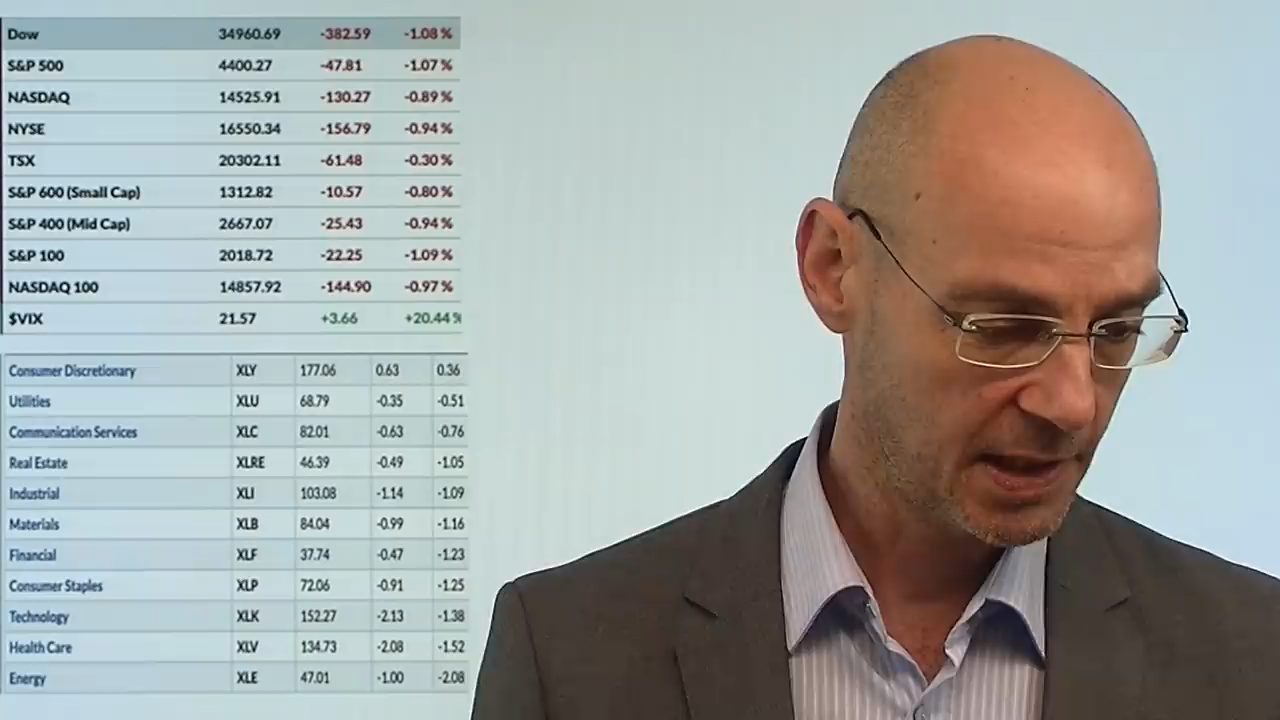 Dow 34960.69 -382.59 -1.08%
S&P 500 4400.27 -47.81 -1.07%
NASDAQ 14525.91 -130.27 -0.89%
NYSE 16550.34 -156.79 -0.94%
TSX 20302.11 -61.48 -0.30%
S&P 600 (Small Cap) 1312.82 -10.57 -0.80%
S&P 400 (Mid Cap) 2667.07 -25.43 -0.94%
S&P 100 2018.72 -22.25 -1.09%
NASDAQ 100 14857.92 -144.90 -0.97%
$VIX 21.57 +3.66 +20.44%
Consumer Discretionary XLY 177.06 0.63 0.36
Utilities XLU 68.79 -0.35 -0.51
Communication Services XLC 82.01 -0.63 -0.76
Real Estate XLRE 46.39 -0.49 -1.05
Industrial XLI 103.08 -1.14 -1.09
Materials XLB 84.04 -0.99 -1.16
Financial XLF 37.74 -0.47 -1.23
Consumer Staples XLP 72.06 -0.91 -1.25
Technology XLK 152.27 -2.13 -1.38
Health Care XLV 134.73 -2.08 -1.52
Energy XLE 47.01 -1.00 -2.08